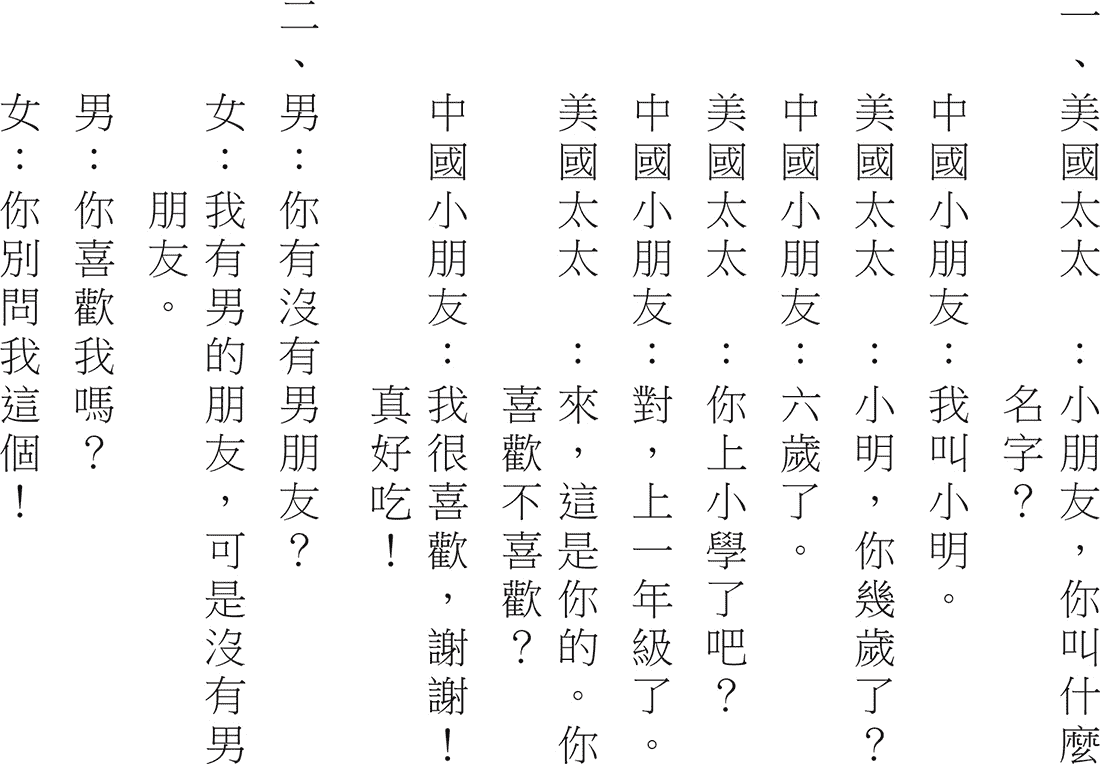 一、美國太太　：小朋友，你叫什麼
名字？
中國小朋友：我叫小明。
美國太太　：小明，你幾歲了？
中國小朋友：六歲了。
美國太太　：你上小學了吧？
中國小朋友：對，上一年級了。
美國太太　：來，這是你的。你
喜歡不喜歡？
中國小朋友：我很喜歡，謝謝！
真好吃！
二、男：你有沒有男朋友？
女：我有男的朋友，可是沒有男
朋友。
男：你喜歡我嗎？
女：你別問我這個！